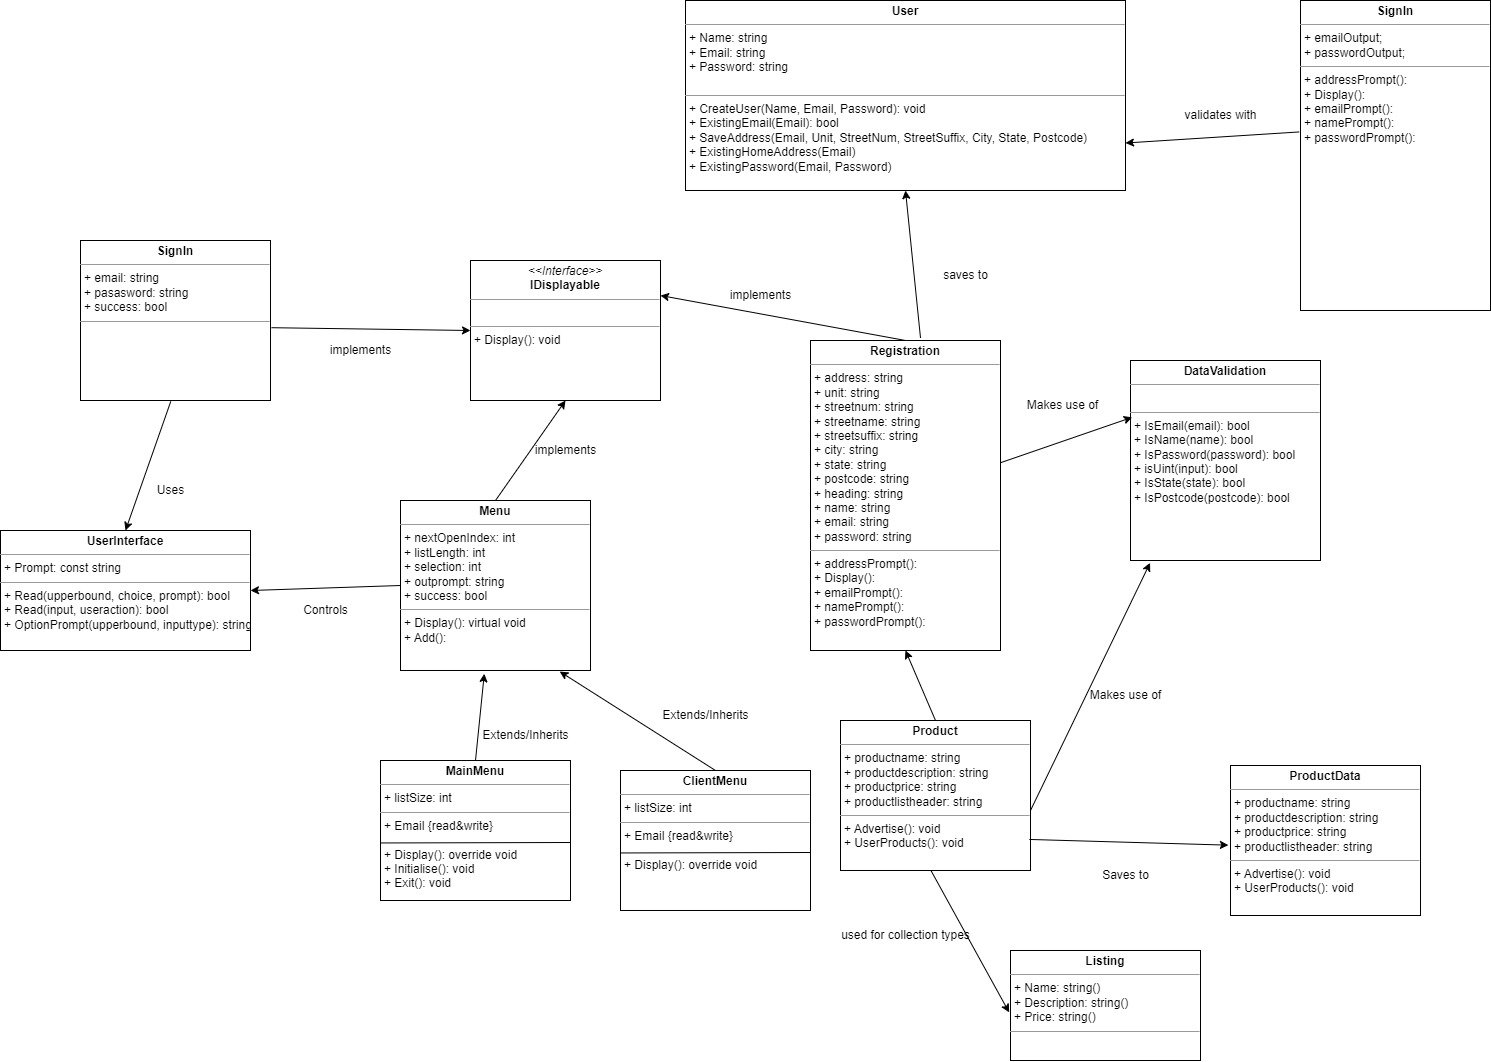 User
+ Name: string
+ Email: string
+ Password: string
+ CreateUser(Name, Email, Password): void
+ ExistingEmail(Email): bool
+ SaveAddress(Email, Unit, StreetNum, StreetSuffix, City, State, Postcode)
+ ExistingHomeAddress(Email)
+ ExistingPassword(Email, Password)
validates with
SignIn
+ emailOutput;
+ passwordOutput;
+ addressPrompt():
+ Display():
+ emailPrompt():
+ namePrompt():
+ passwordPrompt():
SignIn
+ email: string
+ pasasword: string
+ success: bool
implements
<<Interface>>
IDisplayable
+ Display(): void
implements
saves to
Registration
+ address: string
+ unit: string
+ streetnum: string
+ streetname: string
+ streetsuffix: string
+ city: string
+ state: string
+ postcode: string
+ heading: string
+ name: string
+ email: string
+ password: string
+ addressPrompt():
+ Display():
+ emailPrompt():
+ namePrompt():
+ passwordPrompt():
Makes use of
DataValidation
+ IsEmail(email): bool
+ IsName(name): bool
+ IsPassword(password): bool
+ isUint(input): bool
+ IsState(state): bool
+ IsPostcode(postcode): bool
Uses
implements
UserInterface
+ Prompt: const string
+ Read(upperbound, choice, prompt): bool
+ Read(input, useraction): bool
+ OptionPrompt(upperbound, inputtype): string
Controls
Menu
+ nextOpenIndex: int
+ listLength: int
+ selection: int
+ outprompt: string
+ success: bool
+ Display(): virtual void
+ Add():
Extends/Inherits
Extends/Inherits
Makes use of
MainMenu
+ listSize: int
+ Email {read&write}
+ Display(): override void
+ Initialise(): void
+ Exit(): void
ClientMenu
+ listSize: int
+ Email {read&write}
+ Display(): override void
Product
+ productname: string
+ productdescription: string
+ productprice: string
+ productlistheader: string
+ Advertise(): void
+ UserProducts(): void
Saves to
ProductData
+ productname: string
+ productdescription: string
+ productprice: string
+ productlistheader: string
+ Advertise(): void
+ UserProducts(): void
used for collection types
Listing
+ Name: string()
+ Description: string()
+ Price: string()